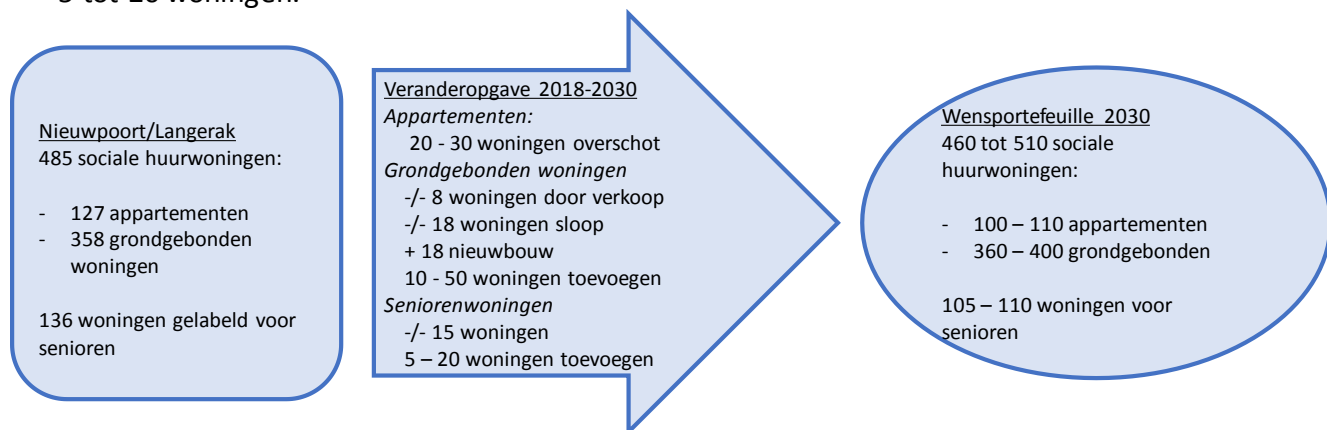 Nieuwpoort/Langerak
485 sociale huurwoningen:
- 127 appartementen
- 358 grondgebonden
woningen
136 woningen gelabeld voor
senioren
Veranderopgave 2018-2030
Appartementen:
20 - 30 woningen overschot
Grondgebonden woningen
-/- 8 woningen door verkoop
-/- 18 woningen sloop
+ 18 nieuwbouw
10 - 50 woningen toevoegen
Seniorenwoningen
-/- 15 woningen
5 – 20 woningen toevoegen
Wensportefeuille 2030
460 tot 510 sociale
huurwoningen:
- 100 – 110 appartementen
- 360 – 400 grondgebonden
105 – 110 woningen voor
senioren